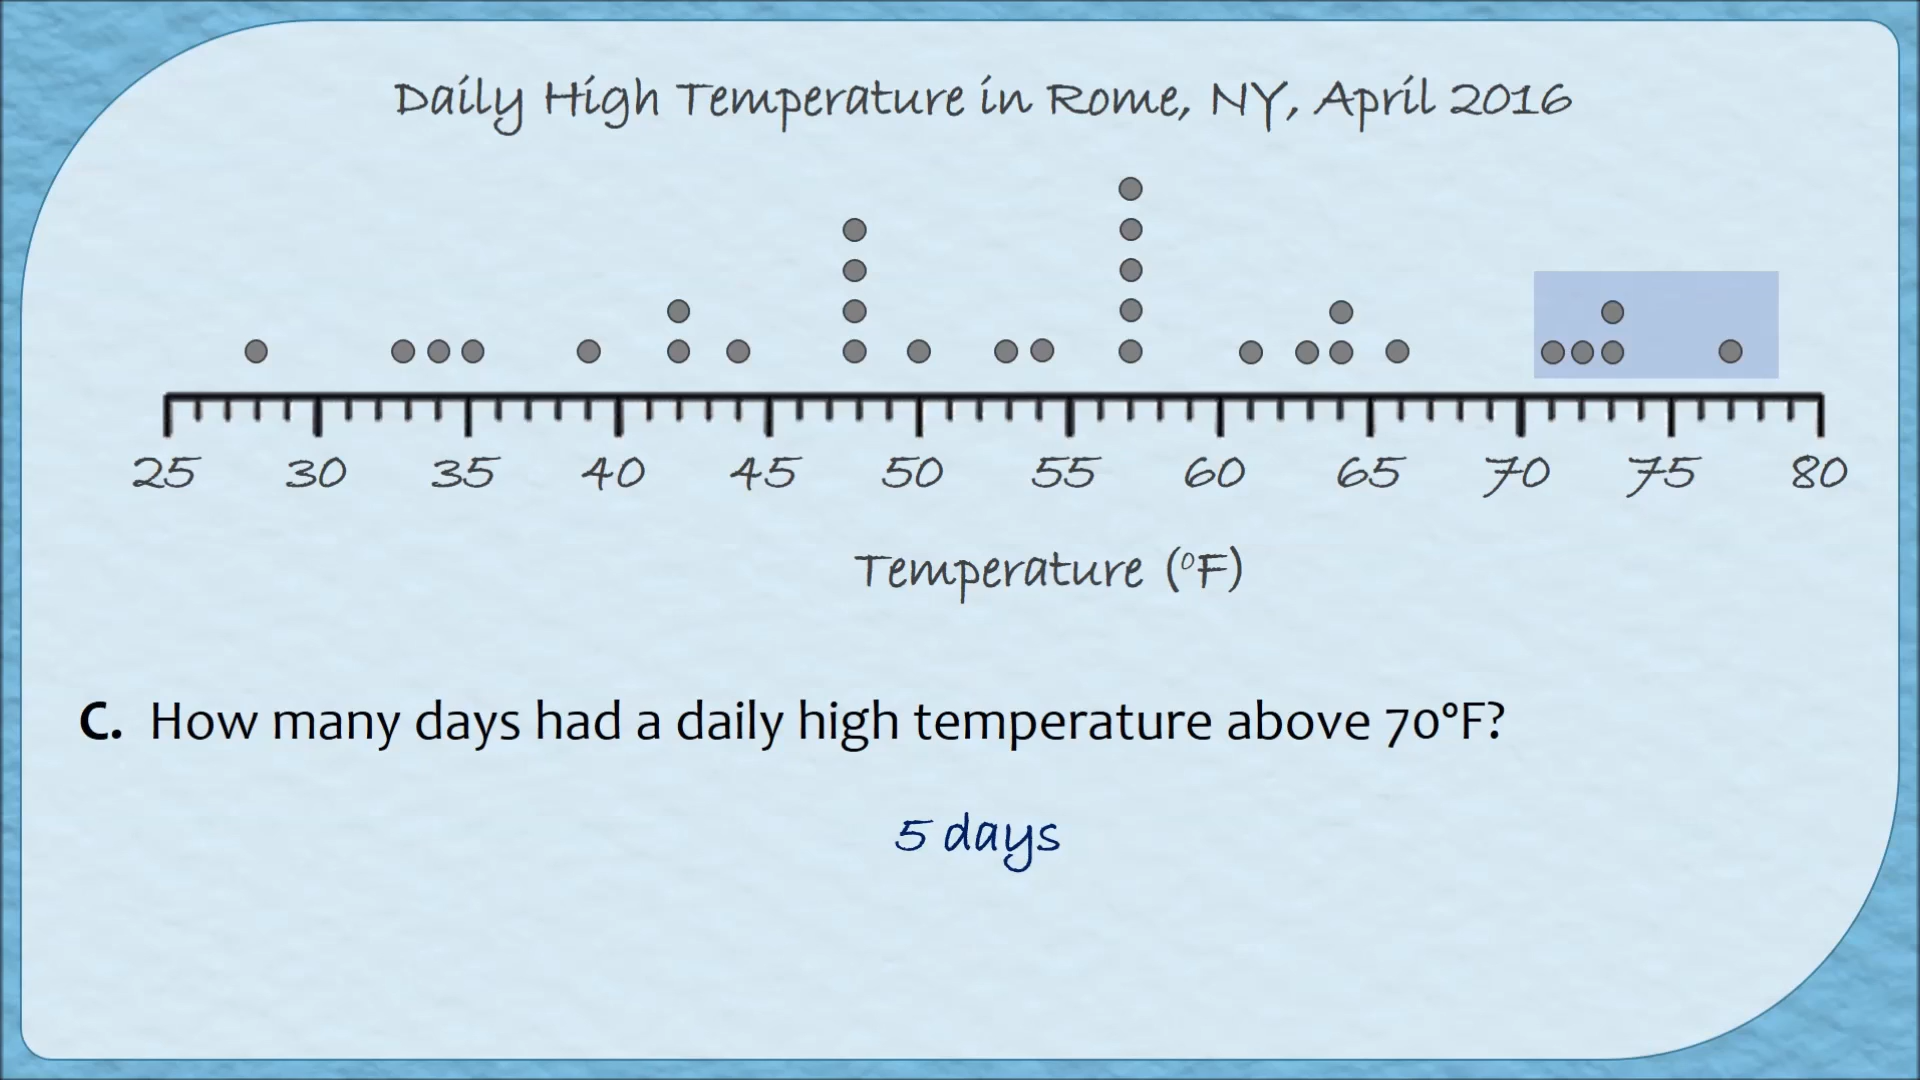 Daily High Temperature in Rome, NY, April 2016
25 30 35 40 45 50 55 60 65 70 75 80
Temperature (°F)
C. How many days had a daily high temperature above 70°F?
5 days